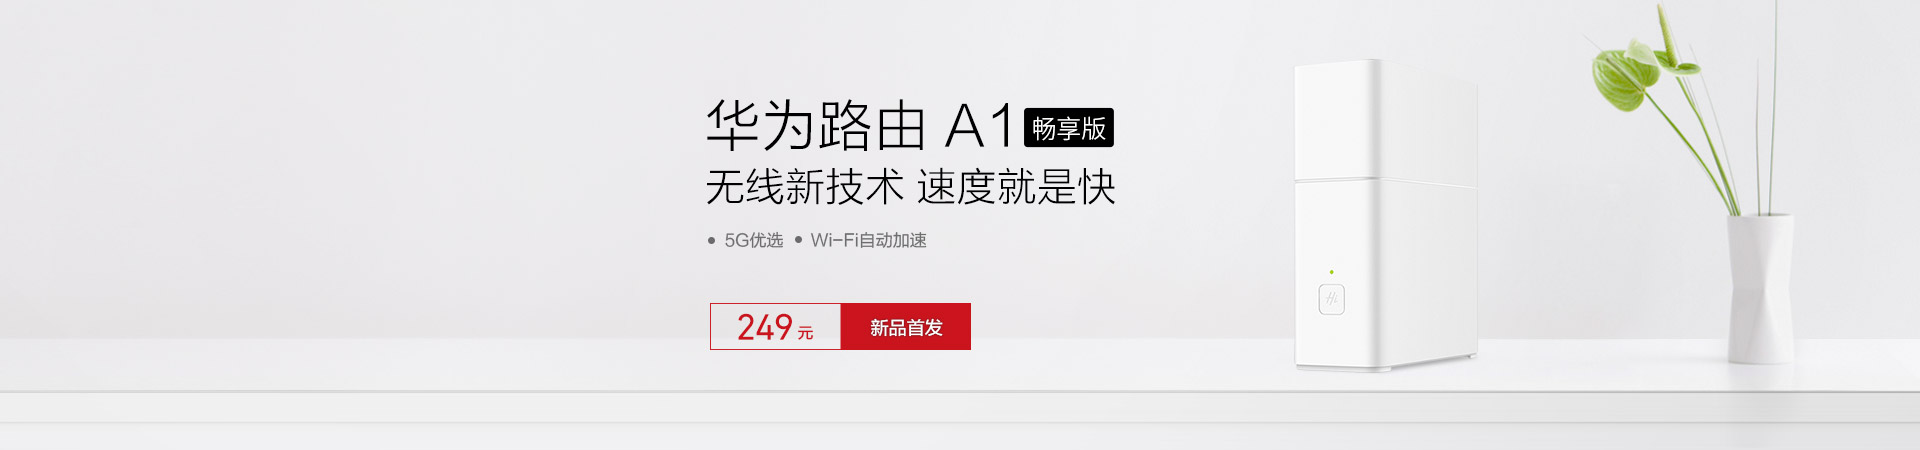 华为路由 A1 畅享版
无线新技术 速度就是快
• 5G优选 • Wi-Fi自动加速
249元 新品首发
Hi